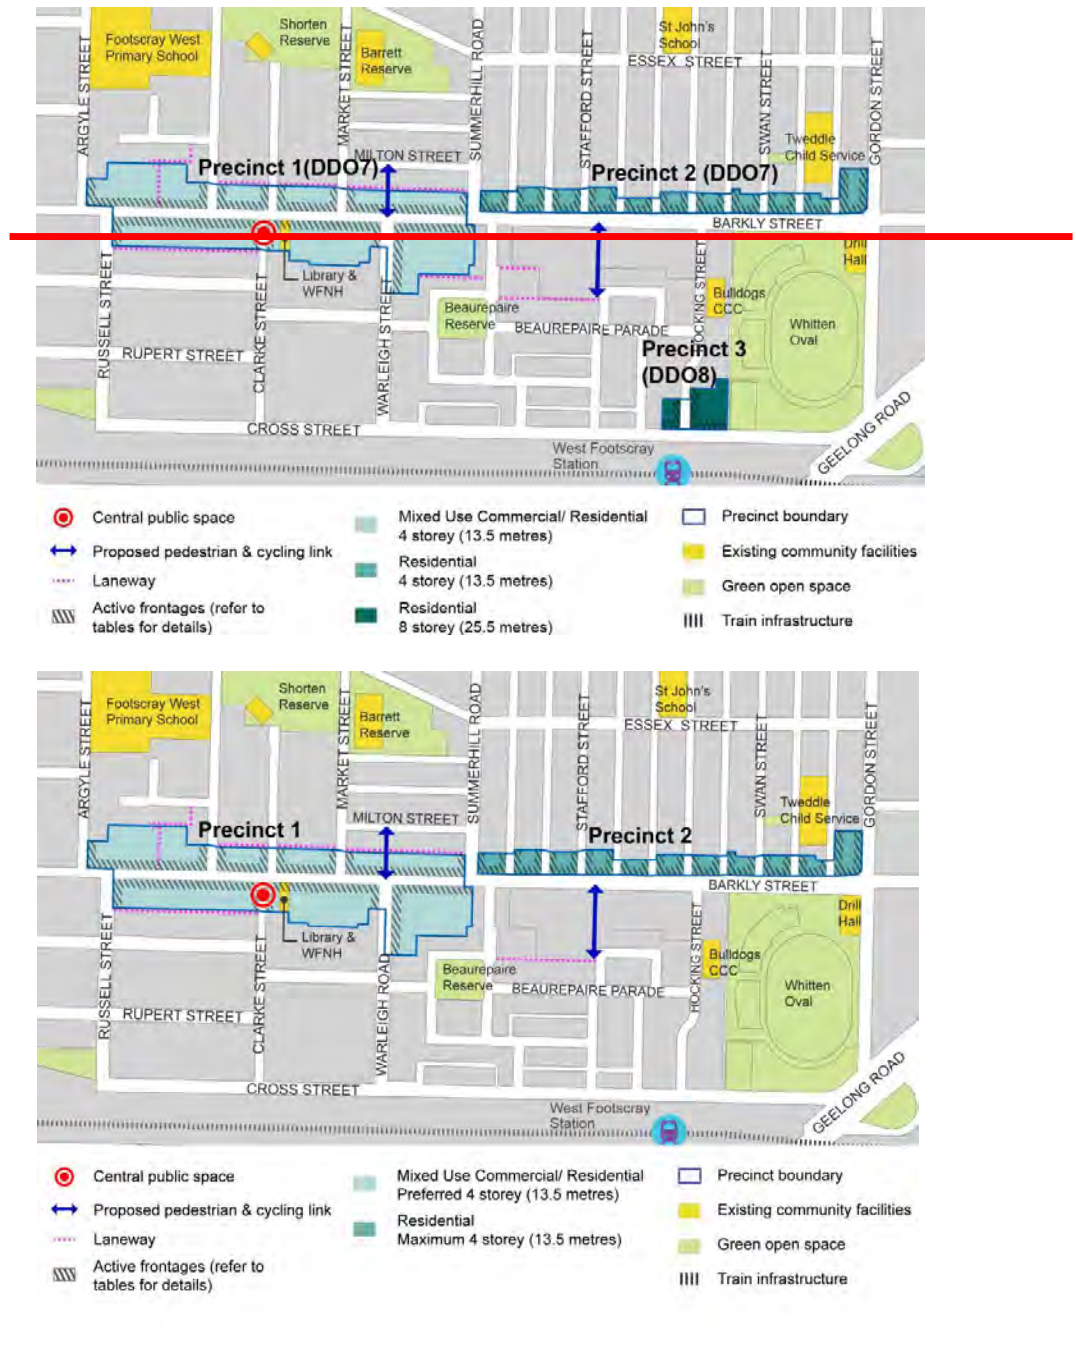 Footscray West
Primary School
Shorten
Reserve
Barrett
Reserve
St John's
School
ESSEX STREET
ARGYLE STREET
MARKET STREET
SUMMERHILL ROAD
STAFFORD STREET
SWAN STREET
GORDON STREET
Tweddle
Child Service
MILTON STREET
Precinct 1(DDO7)
Precinct 2 (DDO7)
BARKLY STREET
Drill
Hall
Library &
WFNH
RUSSELL STREET
CLARKE STREET
WARLEIGH STREET
HOCKING STREET
Beaurepaire
Reserve
BEAUREPAIRE PARADE
Bulldogs
CCC
Whitten
Oval
RUPERT STREET
Precinct 3
(DDO8)
CROSS STREET
GEELONG ROAD
West Footscray
Station
Central public space
Proposed pedestrian & cycling link
Laneway
Active frontages (refer to
tables for details)
Mixed Use Commercial/ Residential
4 storey (13.5 metres)
Residential
4 storey (13.5 metres)
Residential
8 storey (25.5 metres)
Precinct boundary
Existing community facilities
Green open space
Train infrastructure
Footscray West
Primary School
Shorten
Reserve
Barrett
Reserve
St John's
School
ESSEX STREET
ARGYLE STREET
MARKET STREET
SUMMERHILL ROAD
STAFFORD STREET
SWAN STREET
GORDON STREET
Tweddle
Child Service
MILTON STREET
Precinct 1
Precinct 2
BARKLY STREET
Drill
Hall
Library &
WFNH
RUSSELL STREET
CLARKE STREET
WARLEIGH ROAD
HOCKING STREET
Beaurepaire
Reserve
BEAUREPAIRE PARADE
Bulldogs
CCC
Whitten
Oval
RUPERT STREET
CROSS STREET
GEELONG ROAD
West Footscray
Station
Central public space
Proposed pedestrian & cycling link
Laneway
Active frontages (refer to
tables for details)
Mixed Use Commercial/ Residential
Preferred 4 storey (13.5 metres)
Residential
Maximum 4 storey (13.5 metres)
Precinct boundary
Existing community facilities
Green open space
Train infrastructure